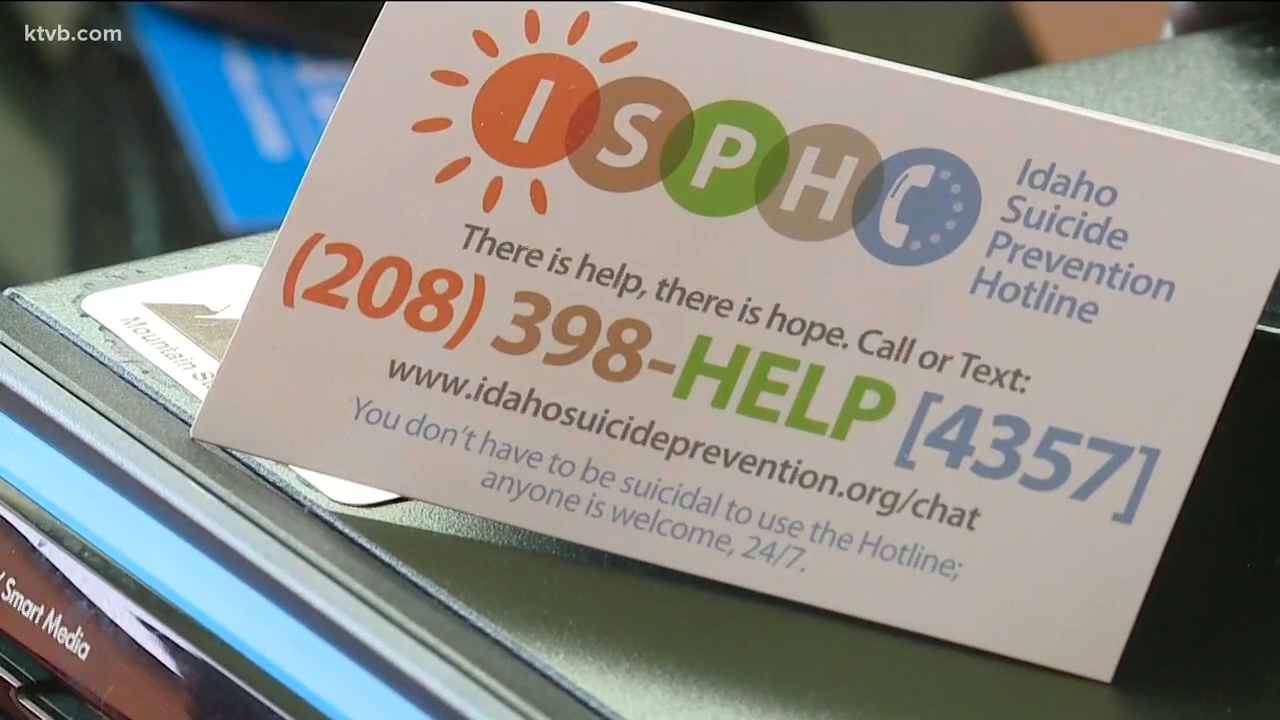 ktvb.com
ISPH
Idaho
Suicide
Prevention
Hotline
There is help, there is hope. Call or Text:
(208) 398-HELP [4357]
www.idahosuicideprevention.org/chat
You don't have to be suicidal to use the Hotline;
anyone is welcome, 24/7.
Mountain
Smart Media